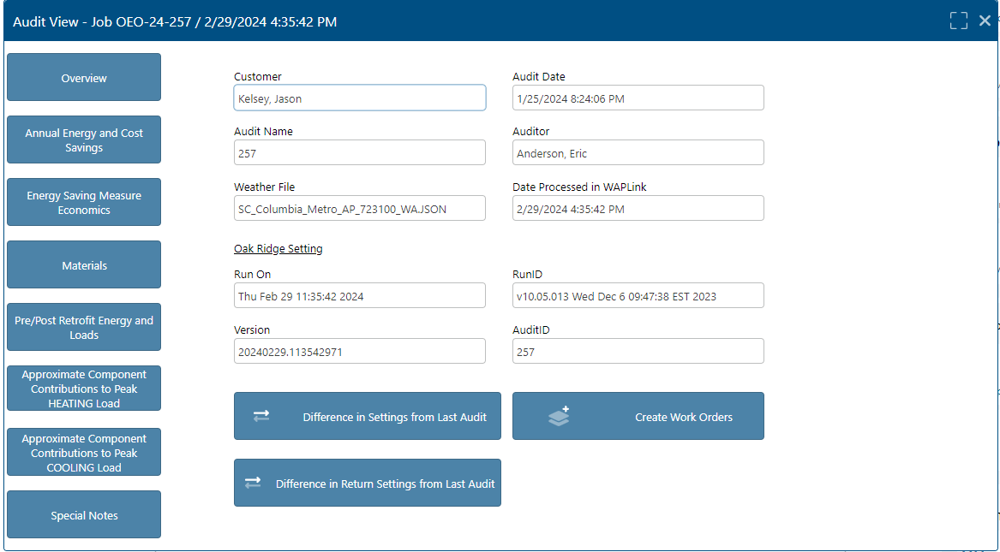 Audit View - Job OEO-24-257 / 2/29/2024 4:35:42 PM
Overview
Annual Energy and Cost
Savings
Energy Saving Measure
Economics
Materials
Pre/Post Retrofit Energy and
Loads
Approximate Component
Contributions to Peak
HEATING Load
Approximate Component
Contributions to Peak
COOLING Load
Special Notes
Customer
Kelsey, Jason
Audit Date
1/25/2024 8:24:06 PM
Audit Name
257
Auditor
Anderson, Eric
Weather File
SC_Columbia_Metro_AP_723100_WA.JSON
Date Processed in WAPLink
2/29/2024 4:35:42 PM
Oak Ridge Setting
Run On
Thu Feb 29 11:35:42 2024
RunID
v10.05.013 Wed Dec 6 09:47:38 EST 2023
Version
20240229.113542971
AuditID
257
Difference in Settings from Last Audit
Create Work Orders
Difference in Return Settings from Last Audit